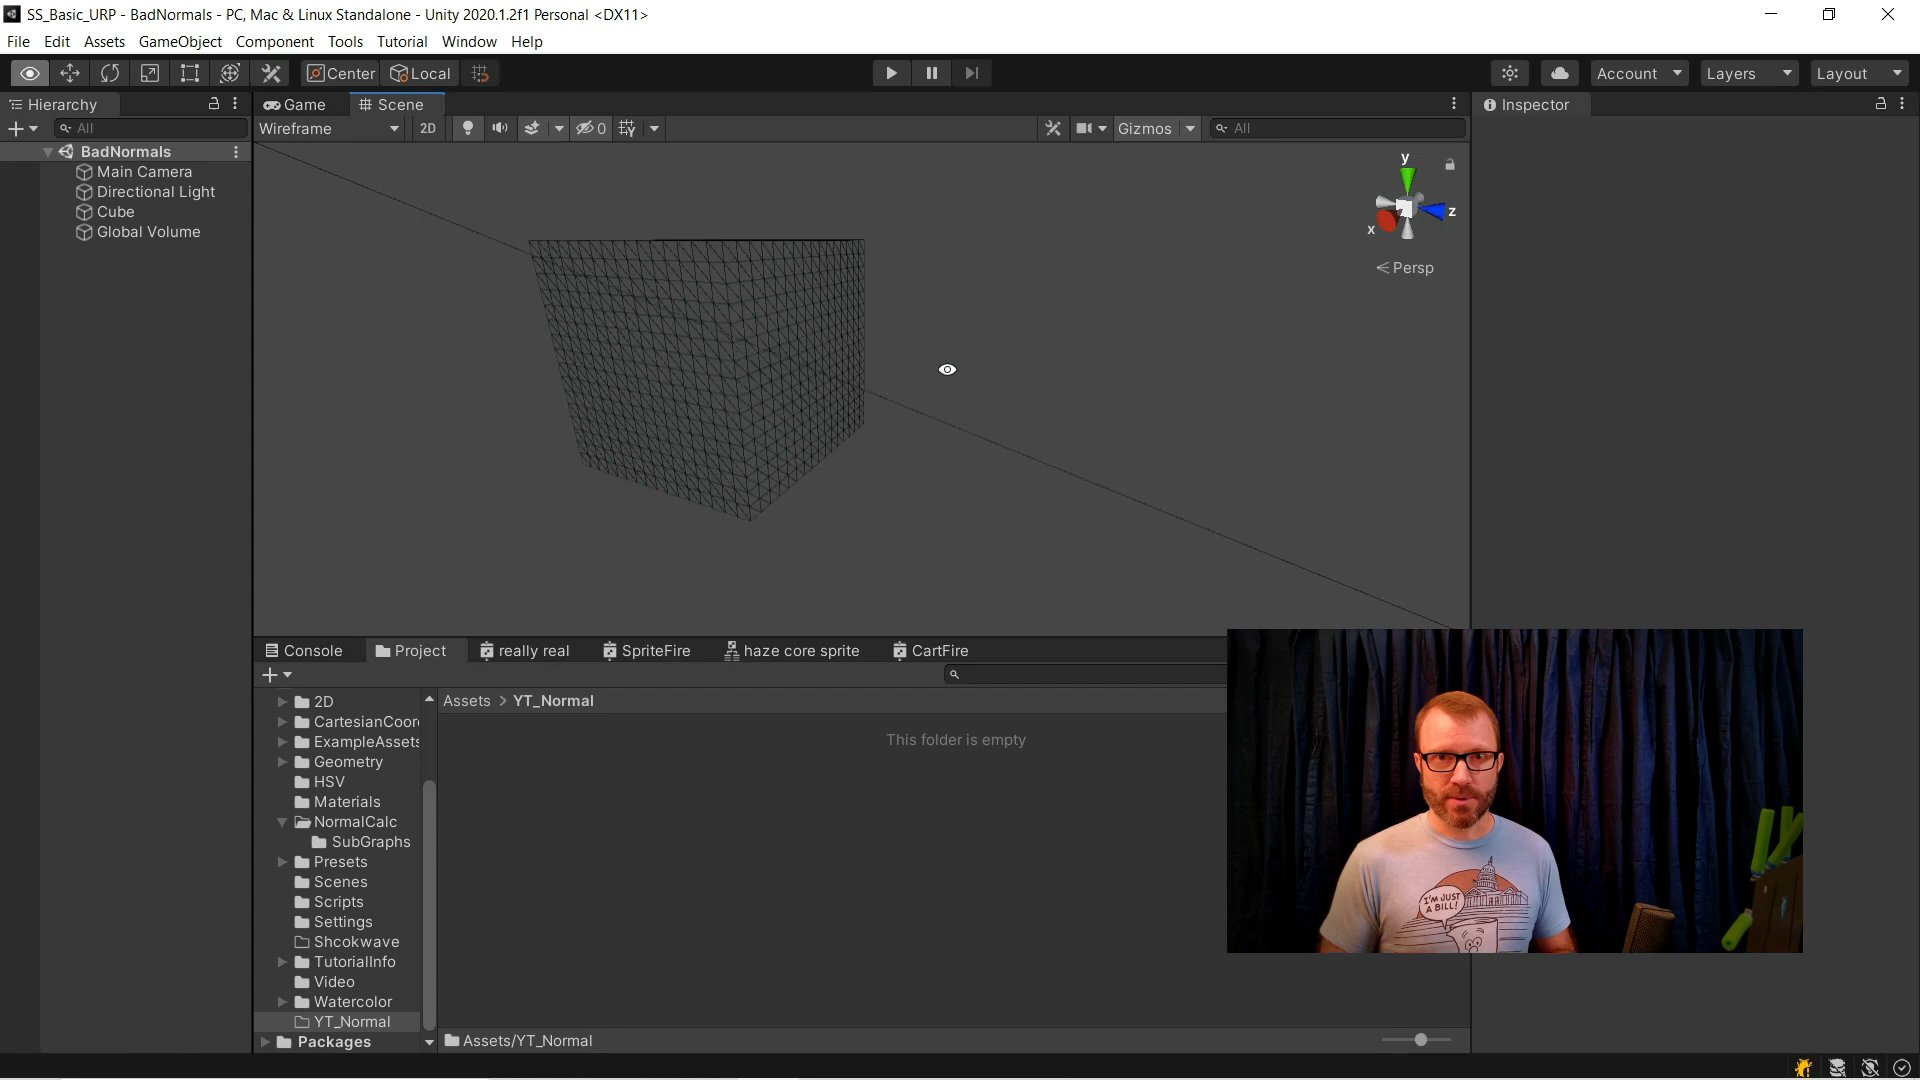 SS_Basic_URP - BadNormals - PC, Mac & Linux Standalone - Unity 2020.1.2f1 Personal <DX11>
File Edit Assets GameObject Component Tools Tutorial Window Help
Center Local Account Layers Layout
Hierarchy
All
BadNormals
Main Camera
Directional Light
Cube
Global Volume
Game Scene
Wireframe 2D 0 Gizmos All
y
z
x
Persp
Inspector
Console Project really real SpriteFire haze core sprite CartFire
2D
CartesianCoor
ExampleAssets
Geometry
HSV
Materials
NormalCalc
SubGraphs
Presets
Scenes
Scripts
Settings
Shcokwave
TutorialInfo
Video
Watercolor
YT_Normal
Packages
Assets > YT_Normal
This folder is empty
Assets/YT_Normal
I'M JUST
A BILL!